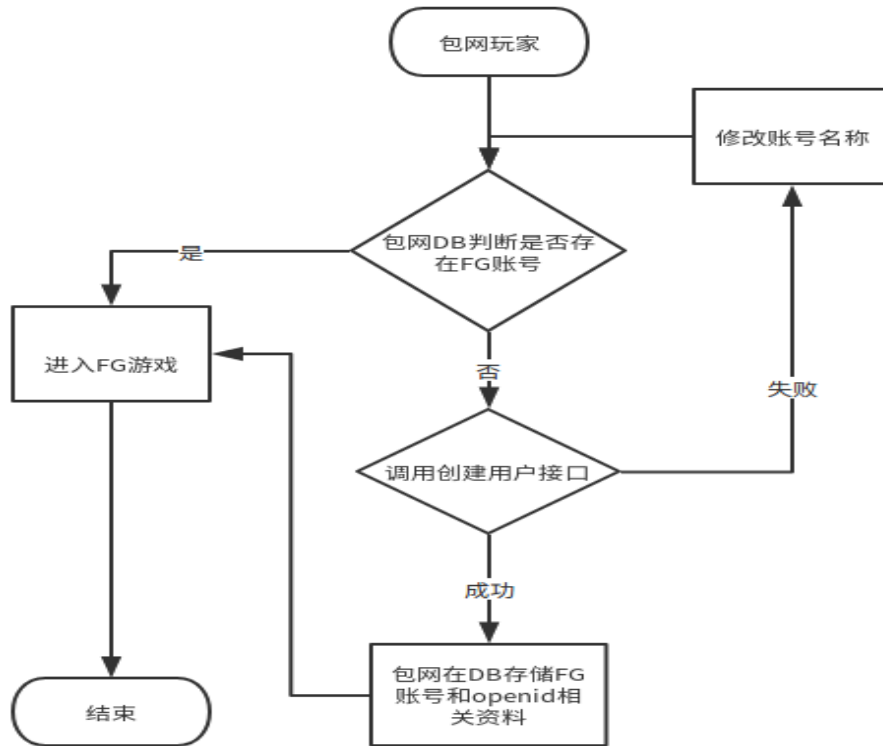 包网玩家
修改账号名称
包网DB判断是否存
在FG账号
是
进入FG游戏
否
失败
调用创建用户接口
成功
包网在DB存储FG
账号和openid相
关资料
结束